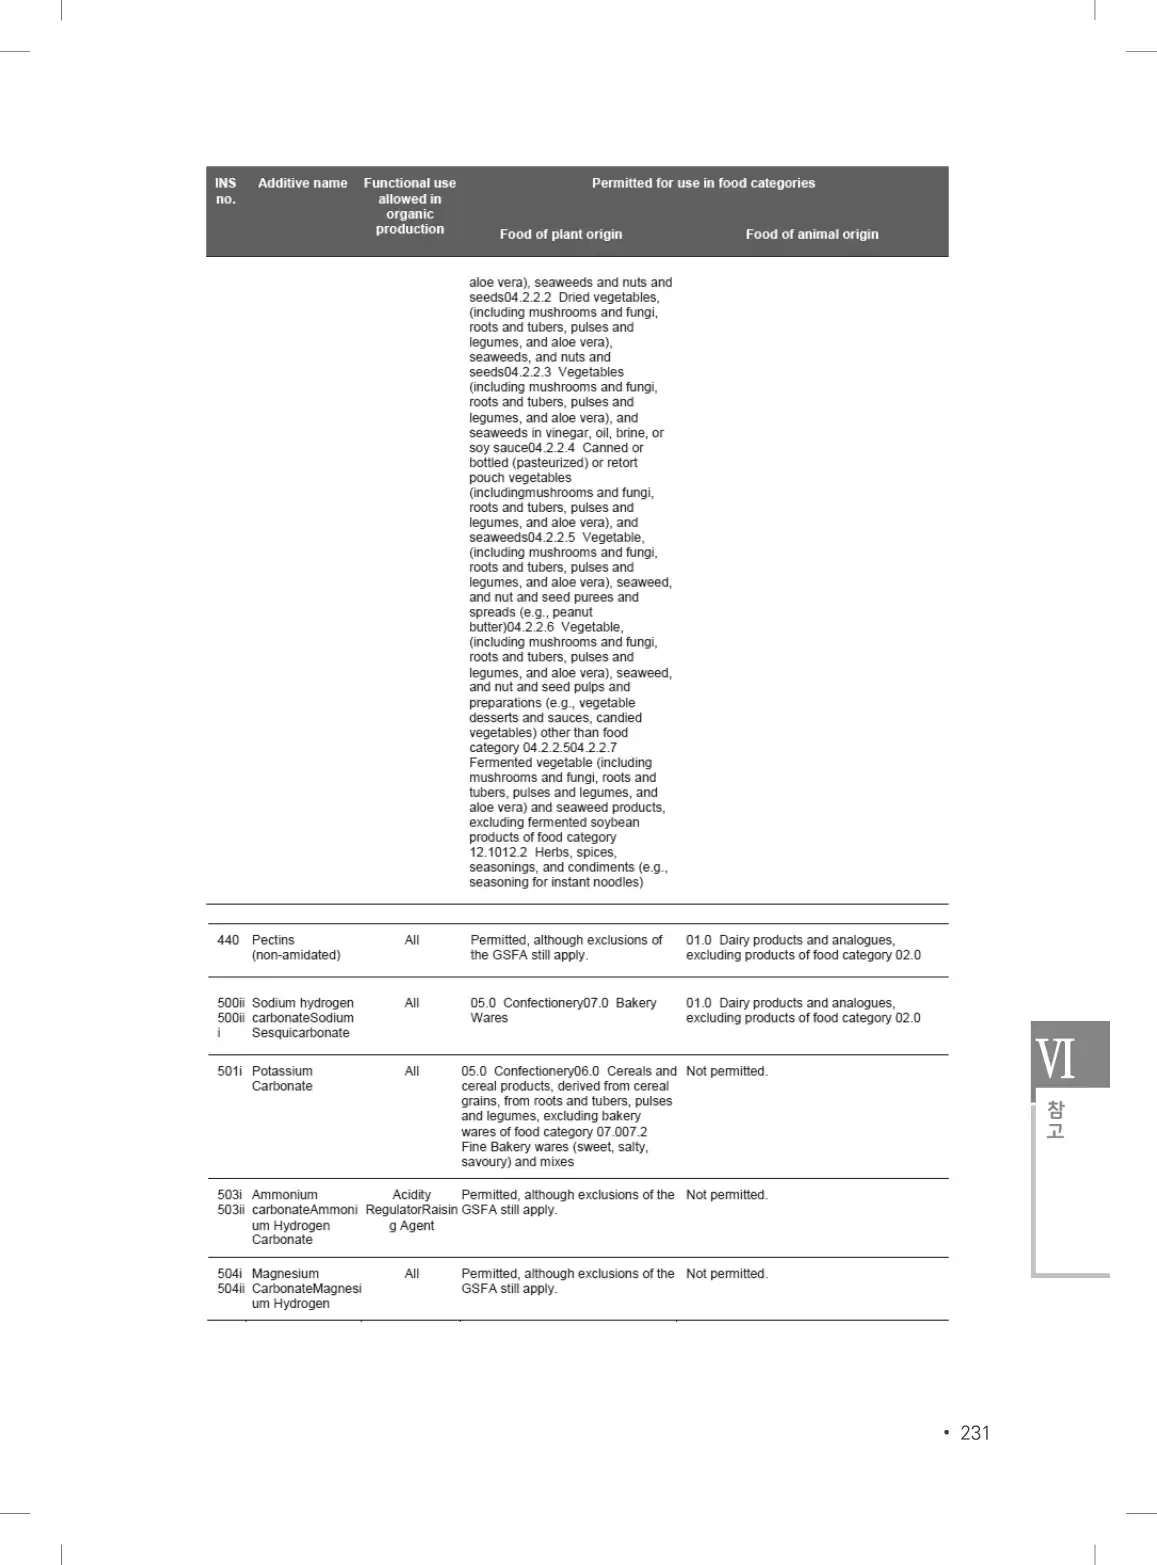 INS no.
Additive name
Functional use allowed in organic production
Permitted for use in food categories
Food of plant origin
Food of animal origin
aloe vera), seaweeds and nuts and
seeds04.2.2.2 Dried vegetables,
(including mushrooms and fungi,
roots and tubers, pulses and
legumes, and aloe vera),
seaweeds, and nuts and
seeds04.2.2.3 Vegetables
(including mushrooms and fungi,
roots and tubers, pulses and
legumes, and aloe vera), and
seaweeds in vinegar, oil, brine, or
soy sauce04.2.2.4 Canned or
bottled (pasteurized) or retort
pouch vegetables
(includingmushrooms and fungi,
roots and tubers, pulses and
legumes, and aloe vera), and
seaweeds04.2.2.5 Vegetable,
(including mushrooms and fungi,
roots and tubers, pulses and
legumes, and aloe vera), seaweed,
and nut and seed purees and
spreads (e.g., peanut
butter)04.2.2.6 Vegetable,
(including mushrooms and fungi,
roots and tubers, pulses and
legumes, and aloe vera), seaweed,
and nut and seed pulps and
preparations (e.g., vegetable
desserts and sauces, candied
vegetables) other than food
category 04.2.2.504.2.2.7
Fermented vegetable (including
mushrooms and fungi, roots and
tubers, pulses and legumes, and
aloe vera) and seaweed products,
excluding fermented soybean
products of food category
12.1012.2 Herbs, spices,
seasonings, and condiments (e.g.,
seasoning for instant noodles)
440 Pectins All Permitted, although exclusions of 01.0 Dairy products and analogues,
(non-amidated) the GSFA still apply. excluding products of food category 02.0
500ii Sodium hydrogen All 05.0 Confectionery07.0 Bakery 01.0 Dairy products and analogues,
500ii carbonateSodium Wares excluding products of food category 02.0
i Sesquicarbonate
501i Potassium All 05.0 Confectionery06.0 Cereals and Not permitted.
Carbonate cereal products, derived from cereal
grains, from roots and tubers, pulses
and legumes, excluding bakery
wares of food category 07.007.2
Fine Bakery wares (sweet, salty,
savoury) and mixes
503i Ammonium Acidity Permitted, although exclusions of the Not permitted.
503ii carbonateAmmoni RegulatorRaisin GSFA still apply.
um Hydrogen g Agent
Carbonate
504i Magnesium All Permitted, although exclusions of the Not permitted.
504ii CarbonateMagnesi GSFA still apply.
um Hydrogen
Ⅵ
참고
• 231